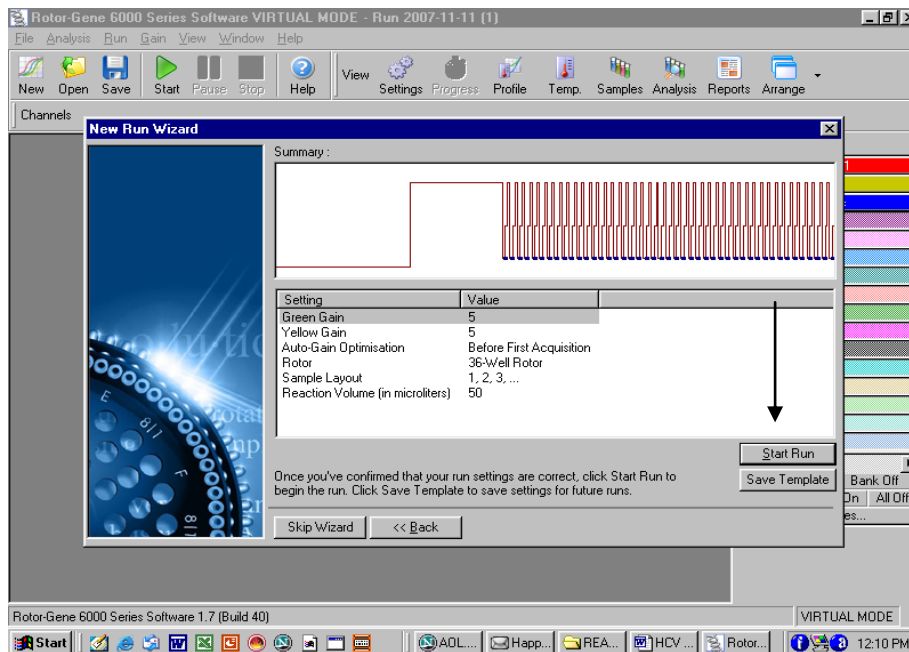 Rotor-Gene 6000 Series Software VIRTUAL MODE - Run 2007-11-11 (1)
File Analysis Run Gain View Window Help
New Open Save Start Pause Stop Help View Settings Progress Profile Temp. Samples Analysis Reports Arrange
Channels
New Run Wizard
Summary :
Setting Value
Green Gain 5
Yellow Gain 5
Auto-Gain Optimisation Before First Acquisition
Rotor 36-Well Rotor
Sample Layout 1, 2, 3, ...
Reaction Volume (in microliters) 50
Start Run
Once you've confirmed that your run settings are correct, click Start Run to
begin the run. Click Save Template to save settings for future runs.
Save Template
Skip Wizard << Back
Bank Off
On All Off
es...
Rotor-Gene 6000 Series Software 1.7 (Build 40) VIRTUAL MODE
Start AOL.... Happ... REA... HCV ... Rotor... 12:10 PM